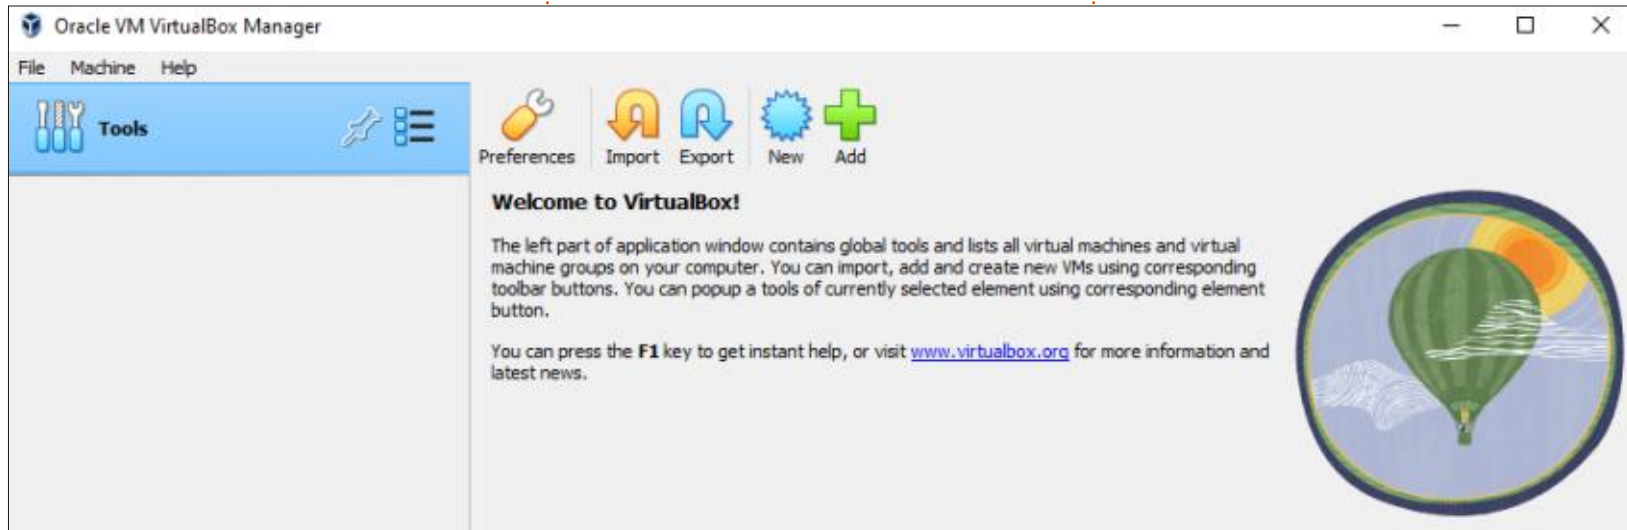 Oracle VM VirtualBox Manager
File Machine Help
Tools
Preferences Import Export New Add
Welcome to VirtualBox!
The left part of application window contains global tools and lists all virtual machines and virtual
machine groups on your computer. You can import, add and create new VMs using corresponding
toolbar buttons. You can popup a tools of currently selected element using corresponding element
button.
You can press the F1 key to get instant help, or visit www.virtualbox.org for more information and
latest news.